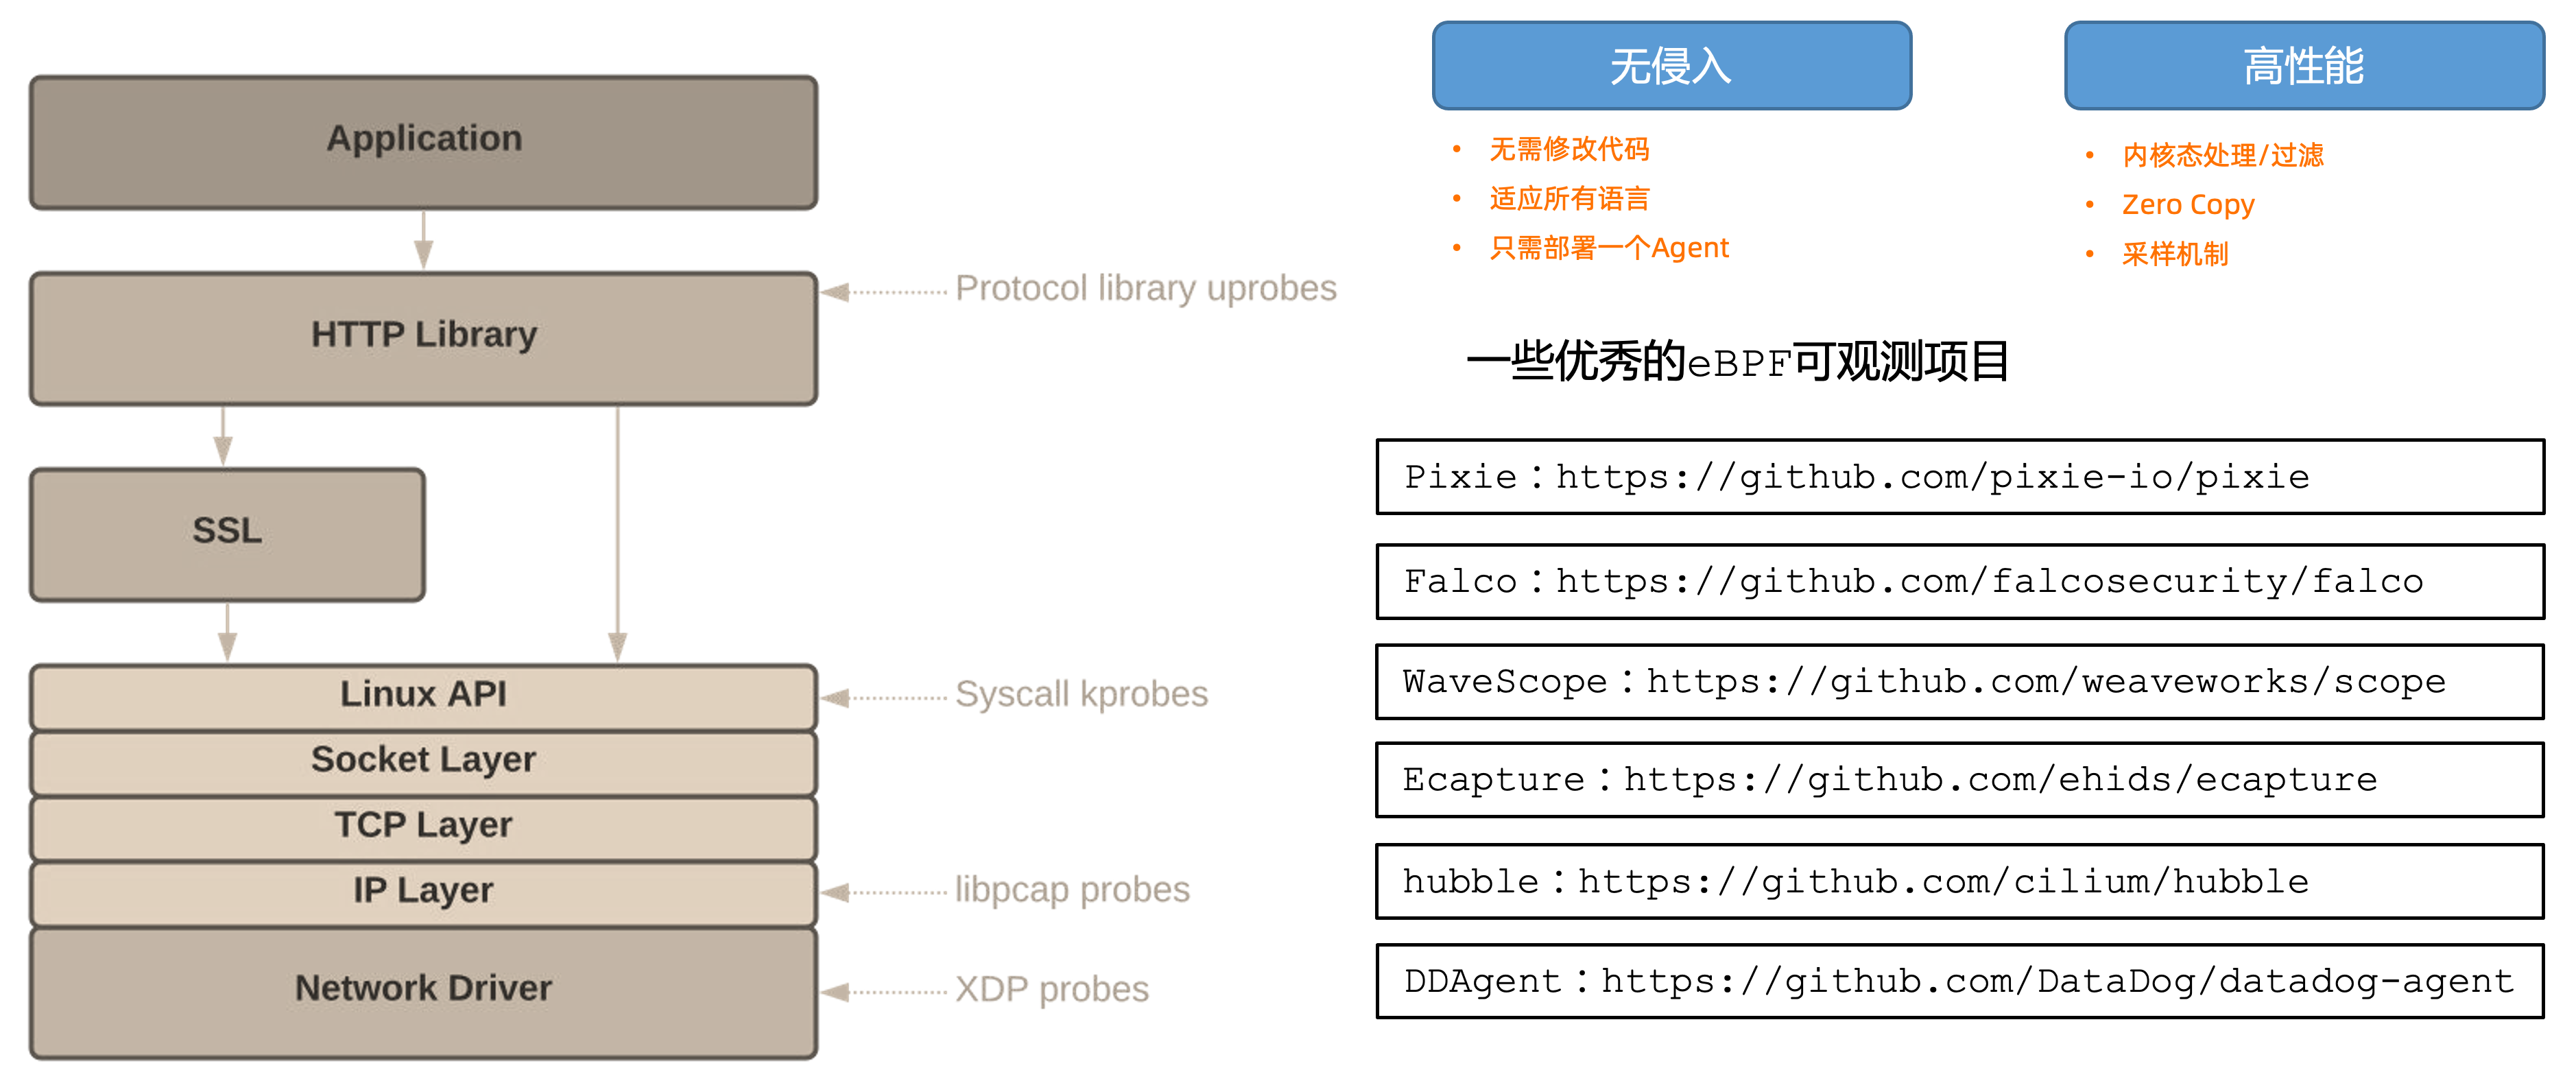 Application
HTTP Library
Protocol library uprobes
SSL
Linux API
Syscall kprobes
Socket Layer
TCP Layer
IP Layer
libpcap probes
Network Driver
XDP probes
无侵入
• 无需修改代码
• 适应所有语言
• 只需部署一个Agent
高性能
• 内核态处理/过滤
• Zero Copy
• 采样机制
一些优秀的eBPF可观测项目
Pixie：https://github.com/pixie-io/pixie
Falco：https://github.com/falcosecurity/falco
WaveScope：https://github.com/weaveworks/scope
Ecapture：https://github.com/ehids/ecapture
hubble：https://github.com/cilium/hubble
DDAgent：https://github.com/DataDog/datadog-agent